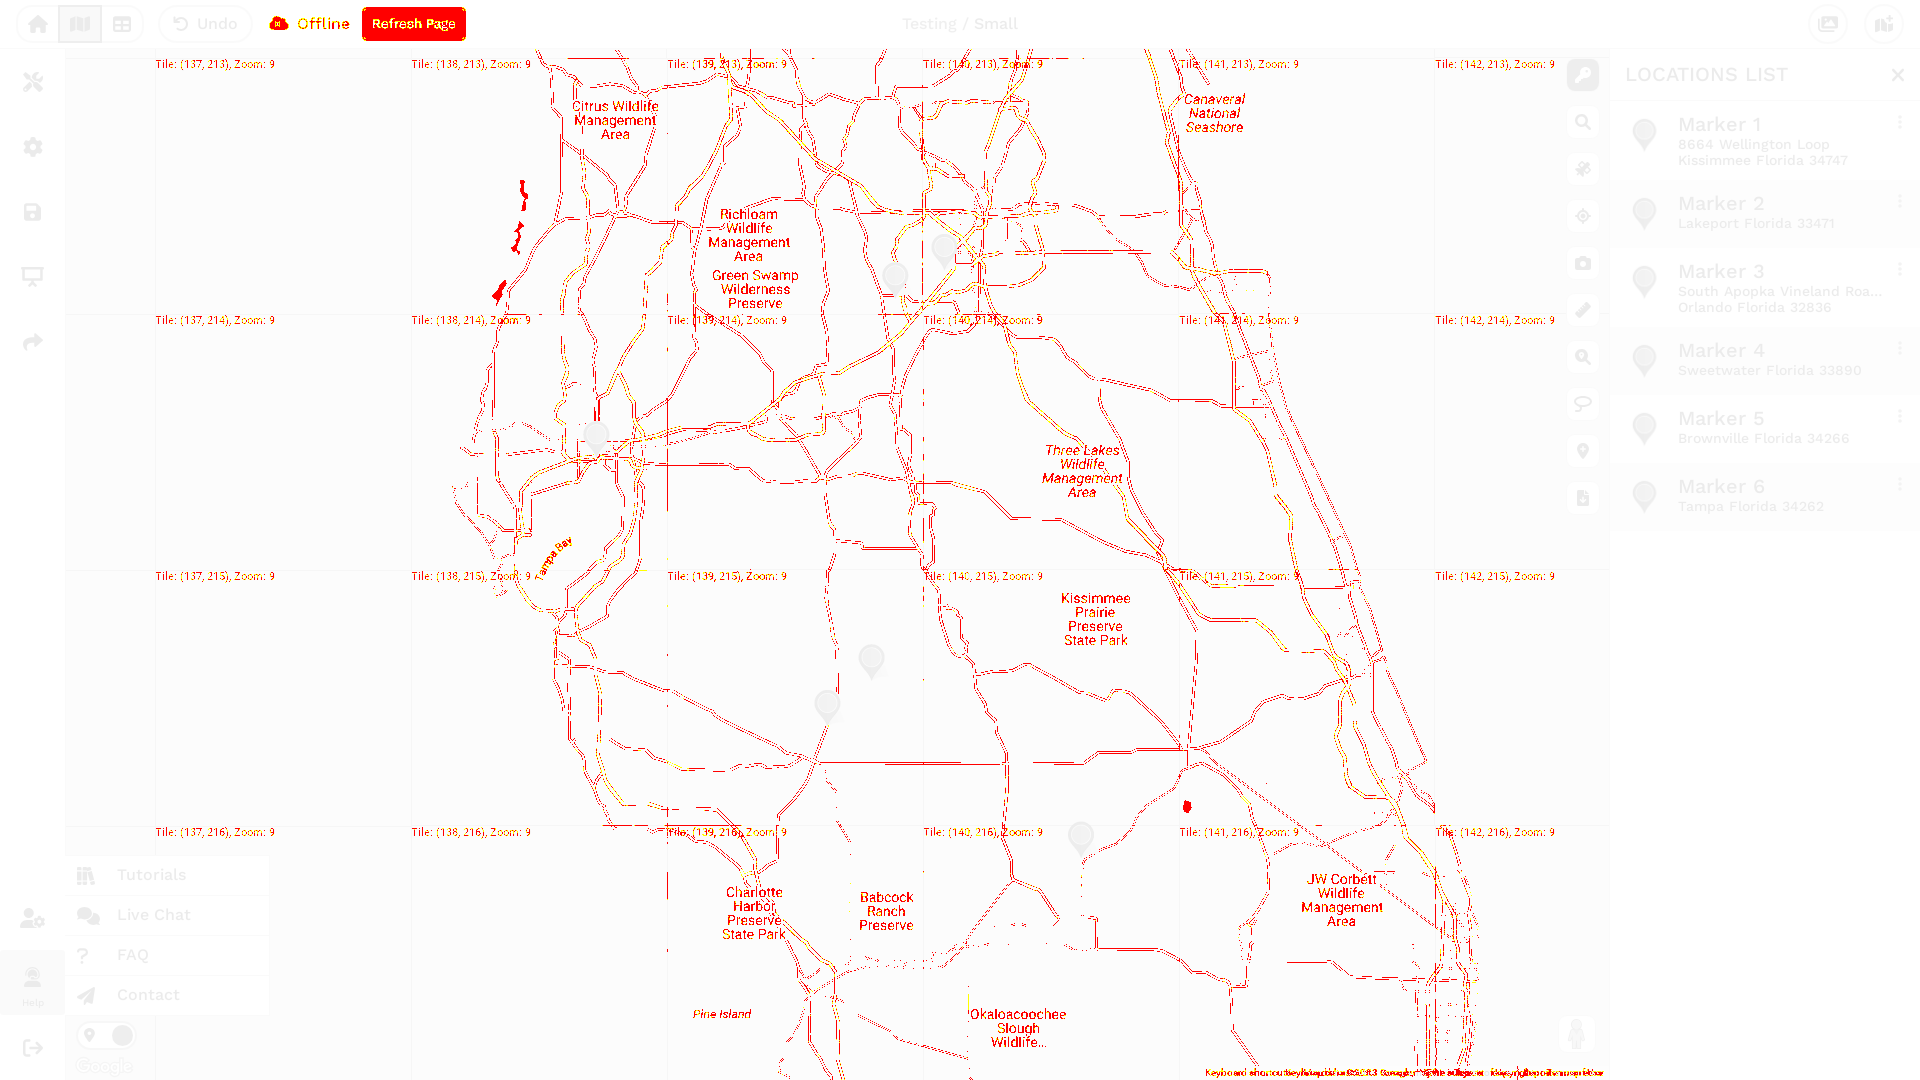 Undo
Offline
Refresh Page
Testing / Small
Tile: (137, 213), Zoom: 9
Tile: (138, 213), Zoom: 9
Tile: (139, 213), Zoom: 9
Tile: (140, 213), Zoom: 9
Tile: (141, 213), Zoom: 9
Tile: (142, 213), Zoom: 9
Citrus Wildlife
Management
Area
Canaveral
National
Seashore
Richloam
Wildlife
Management
Area
Green Swamp
Wilderness
Preserve
Tile: (137, 214), Zoom: 9
Tile: (138, 214), Zoom: 9
Tile: (139, 214), Zoom: 9
Tile: (140, 214), Zoom: 9
Tile: (141, 214), Zoom: 9
Tile: (142, 214), Zoom: 9
Three Lakes
Wildlife
Management
Area
Tampa Bay
Tile: (137, 215), Zoom: 9
Tile: (138, 215), Zoom: 9
Tile: (139, 215), Zoom: 9
Tile: (140, 215), Zoom: 9
Tile: (141, 215), Zoom: 9
Tile: (142, 215), Zoom: 9
Kissimmee
Prairie
Preserve
State Park
Tile: (137, 216), Zoom: 9
Tile: (138, 216), Zoom: 9
Tile: (139, 216), Zoom: 9
Tile: (140, 216), Zoom: 9
Tile: (141, 216), Zoom: 9
Tile: (142, 216), Zoom: 9
Charlotte
Harbor
Preserve
State Park
Babcock
Ranch
Preserve
JW Corbett
Wildlife
Management
Area
Pine Island
Okaloacoochee
Slough
Wildlife...
Tutorials
Live Chat
FAQ
Contact
Help
Google
LOCATIONS LIST
Marker 1
8664 Wellington Loop
Kissimmee Florida 34747
Marker 2
Lakeport Florida 33471
Marker 3
South Apopka Vineland Roa...
Orlando Florida 32836
Marker 4
Sweetwater Florida 33890
Marker 5
Brownville Florida 34266
Marker 6
Tampa Florida 34262